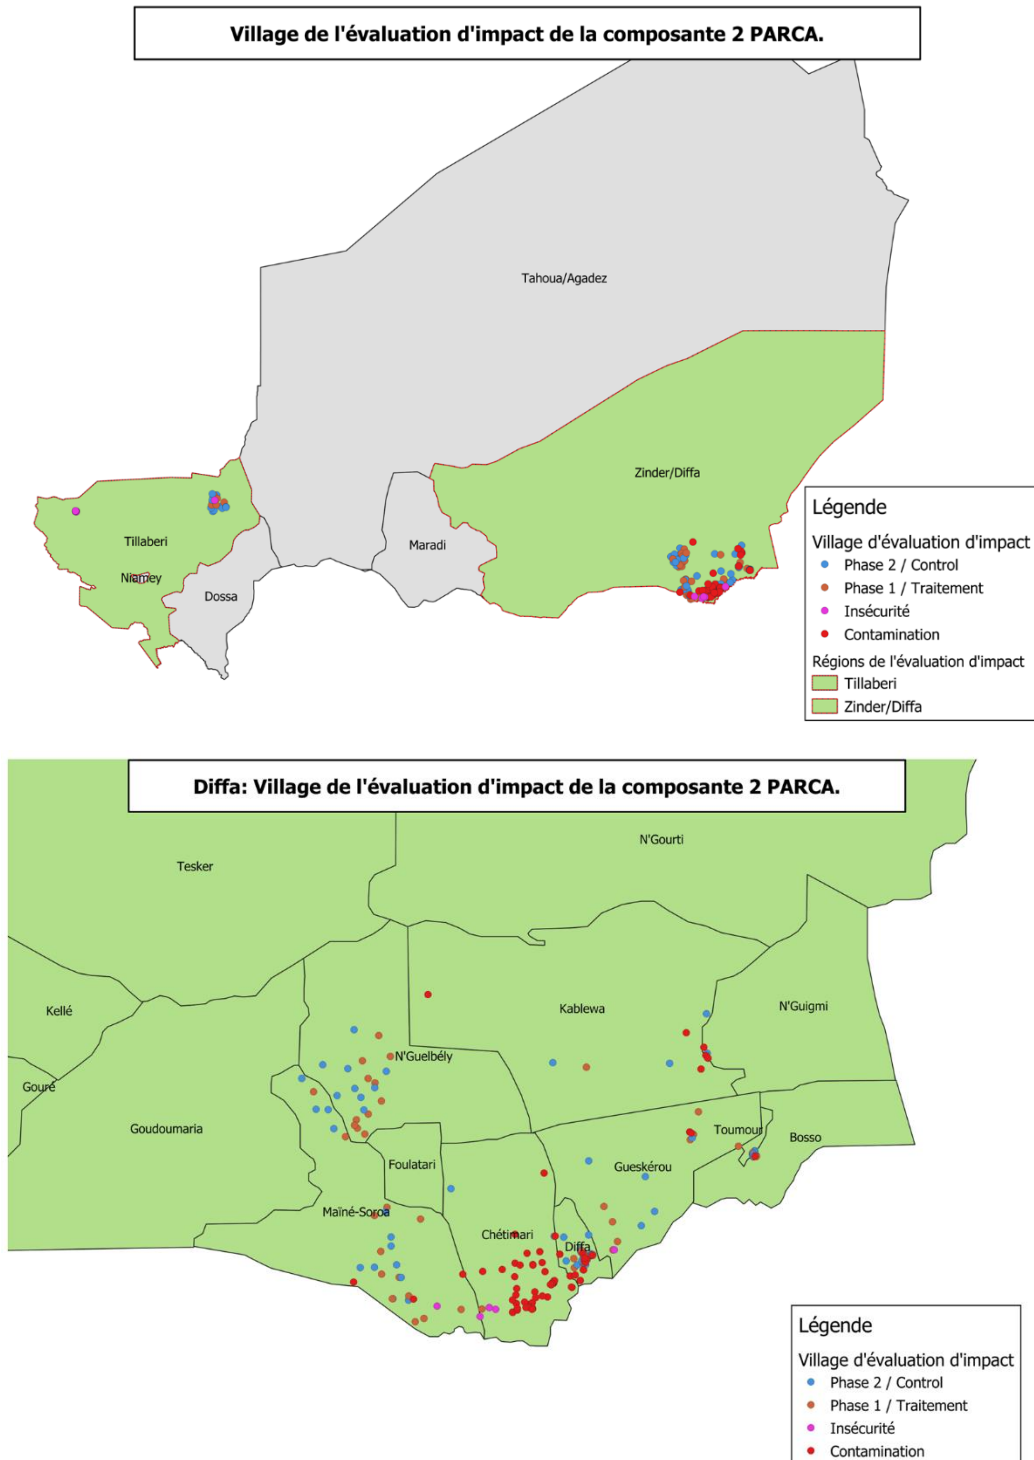 Village de l'évaluation d'impact de la composante 2 PARCA.
Tahoua/Agadez
Zinder/Diffa
Tillaberi
Maradi
Niamey
Dossa
Légende
Village d'évaluation d'impact
Phase 2 / Control
Phase 1 / Traitement
Insécurité
Contamination
Régions de l'évaluation d'impact
Tillaberi
Zinder/Diffa
Diffa: Village de l'évaluation d'impact de la composante 2 PARCA.
N'Gourti
Tesker
Kellé
Kablewa
N'Guigmi
N'Guelbély
Gouré
Goudoumaria
Toumour
Bosso
Foulatari
Gueskérou
Maïné-Soroa
Chétimari
Diffa
Légende
Village d'évaluation d'impact
Phase 2 / Control
Phase 1 / Traitement
Insécurité
Contamination